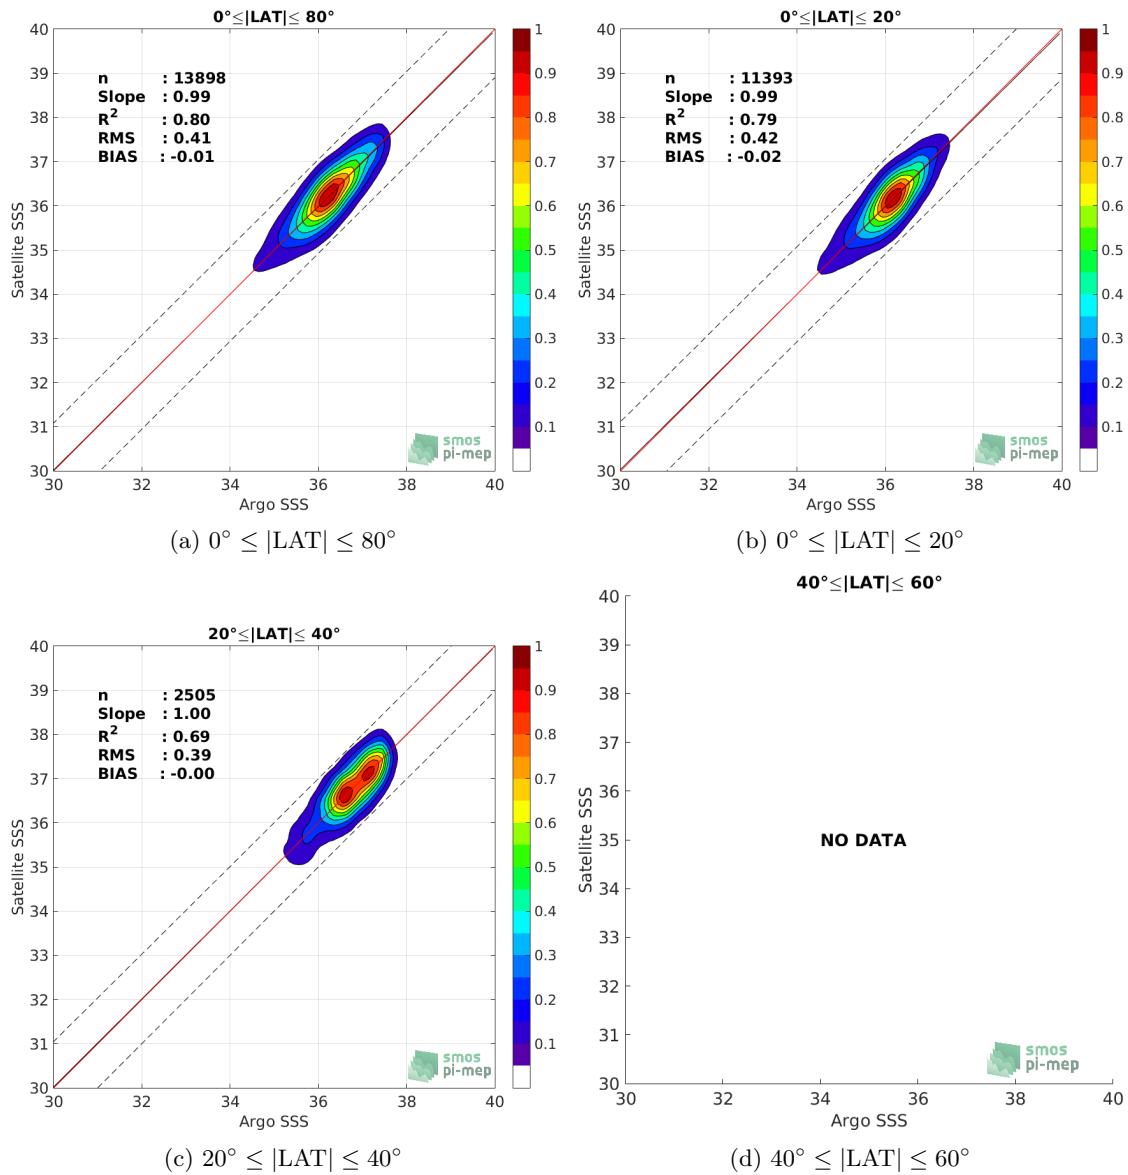 0°≤|LAT|≤ 80°
40
39
38
37
36
35
34
33
32
31
30
Satellite SSS
n : 13898
Slope : 0.99
R2 : 0.80
RMS : 0.41
BIAS : -0.01
smos
pi-mep
30 32 34 36 38 40
Argo SSS
1
0.9
0.8
0.7
0.6
0.5
0.4
0.3
0.2
0.1
(a) 0° ≤ |LAT| ≤ 80°
0°≤|LAT|≤ 20°
40
39
38
37
36
35
34
33
32
31
30
Satellite SSS
n : 11393
Slope : 0.99
R2 : 0.79
RMS : 0.42
BIAS : -0.02
smos
pi-mep
30 32 34 36 38 40
Argo SSS
1
0.9
0.8
0.7
0.6
0.5
0.4
0.3
0.2
0.1
(b) 0° ≤ |LAT| ≤ 20°
20°≤|LAT|≤ 40°
40
39
38
37
36
35
34
33
32
31
30
Satellite SSS
n : 2505
Slope : 1.00
R2 : 0.69
RMS : 0.39
BIAS : -0.00
smos
pi-mep
30 32 34 36 38 40
Argo SSS
1
0.9
0.8
0.7
0.6
0.5
0.4
0.3
0.2
0.1
(c) 20° ≤ |LAT| ≤ 40°
40°≤|LAT|≤ 60°
40
39
38
37
36
35
34
33
32
31
30
Satellite SSS
NO DATA
smos
pi-mep
30 32 34 36 38 40
Argo SSS
(d) 40° ≤ |LAT| ≤ 60°